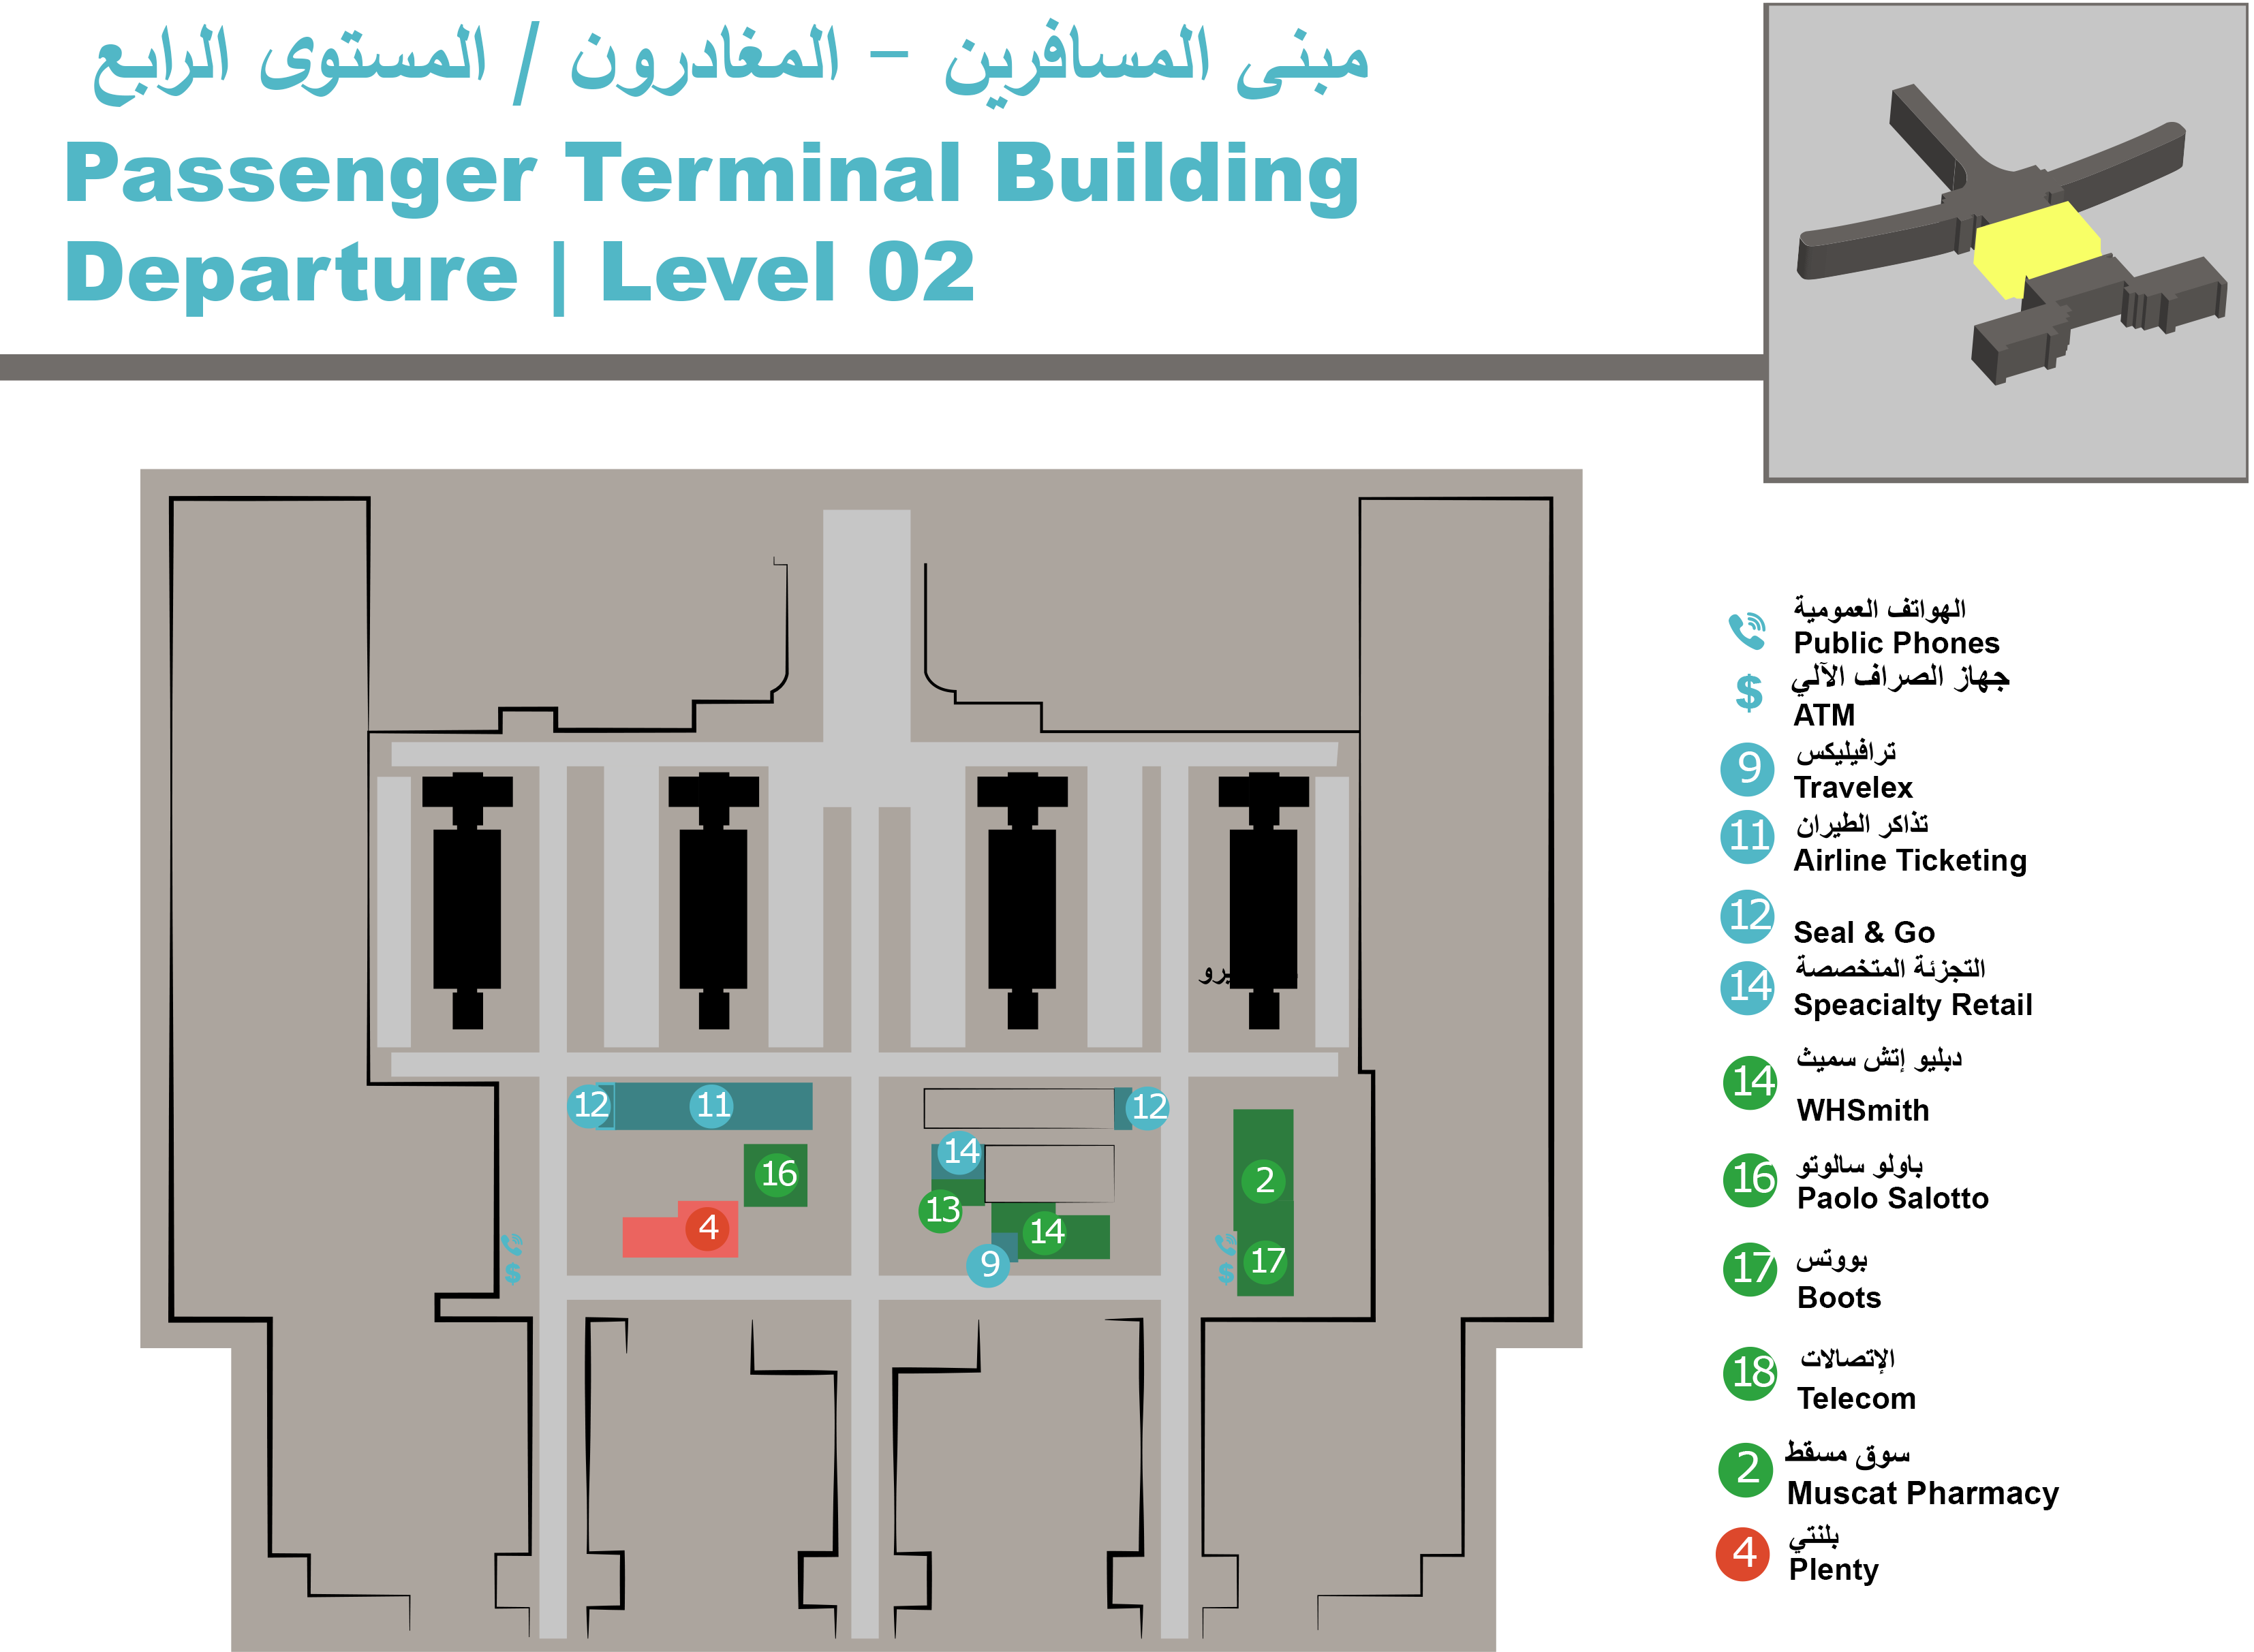 مبنى المسافرين - المغادرون / المستوى الرابع
Passenger Terminal Building
Departure | Level 02
الهواتف العمومية
Public Phones
$
جهاز الصراف الآلي
ATM
9
ترافيليكس
Travelex
11
تذاكر الطيران
Airline Ticketing
12
Seal & Go
14
التجزئة المتخصصة
Speacialty Retail
14
دبليو إتش سميث
WHSmith
16
باولو سالوتو
Paolo Salotto
17
بووتس
Boots
18
الإتصالات
Telecom
2
سوق مسقط
Muscat Pharmacy
4
بلنتي
Plenty
12
11
12
14
16
2
13
4
14
$
9
$
17